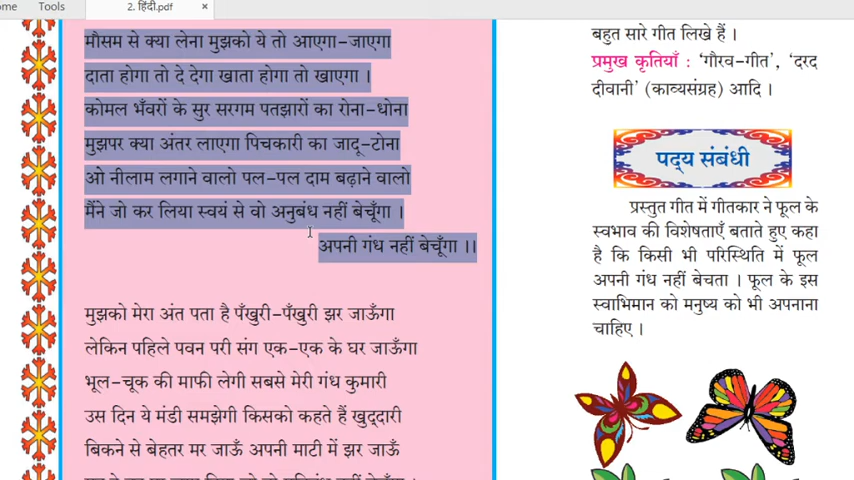 ome
Tools
2. हिंदी.pdf
×
मौसम से क्या लेना मुझको ये तो आएगा-जाएगा
दाता होगा तो दे देगा खाता होगा तो खाएगा ।
कोमल भँवरों के सुर सरगम पतझारों का रोना-धोना
मुझपर क्या अंतर लाएगा पिचकारी का जादू-टोना
ओ नीलाम लगाने वालो पल-पल दाम बढ़ाने वालो
मैंने जो कर लिया स्वयं से वो अनुबंध नहीं बेचूँगा ।
अपनी गंध नहीं बेचूँगा ।।
मुझको मेरा अंत पता है पँखुरी-पँखुरी झर जाऊँगा
लेकिन पहिले पवन परी संग एक-एक के घर जाऊँगा
भूल-चूक की माफी लेगी सबसे मेरी गंध कुमारी
उस दिन ये मंडी समझेगी किसको कहते हैं खुद्दारी
बिकने से बेहतर मर जाऊँ अपनी माटी में झर जाऊँ
बहुत सारे गीत लिखे हैं ।
प्रमुख कृतियाँ : 'गौरव-गीत', 'दरद
दीवानी' (काव्यसंग्रह) आदि ।
पद्य संबंधी
प्रस्तुत गीत में गीतकार ने फूल के
स्वभाव की विशेषताएँ बताते हुए कहा
है कि किसी भी परिस्थिति में फूल
अपनी गंध नहीं बेचता । फूल के इस
स्वाभिमान को मनुष्य को भी अपनाना
चाहिए ।